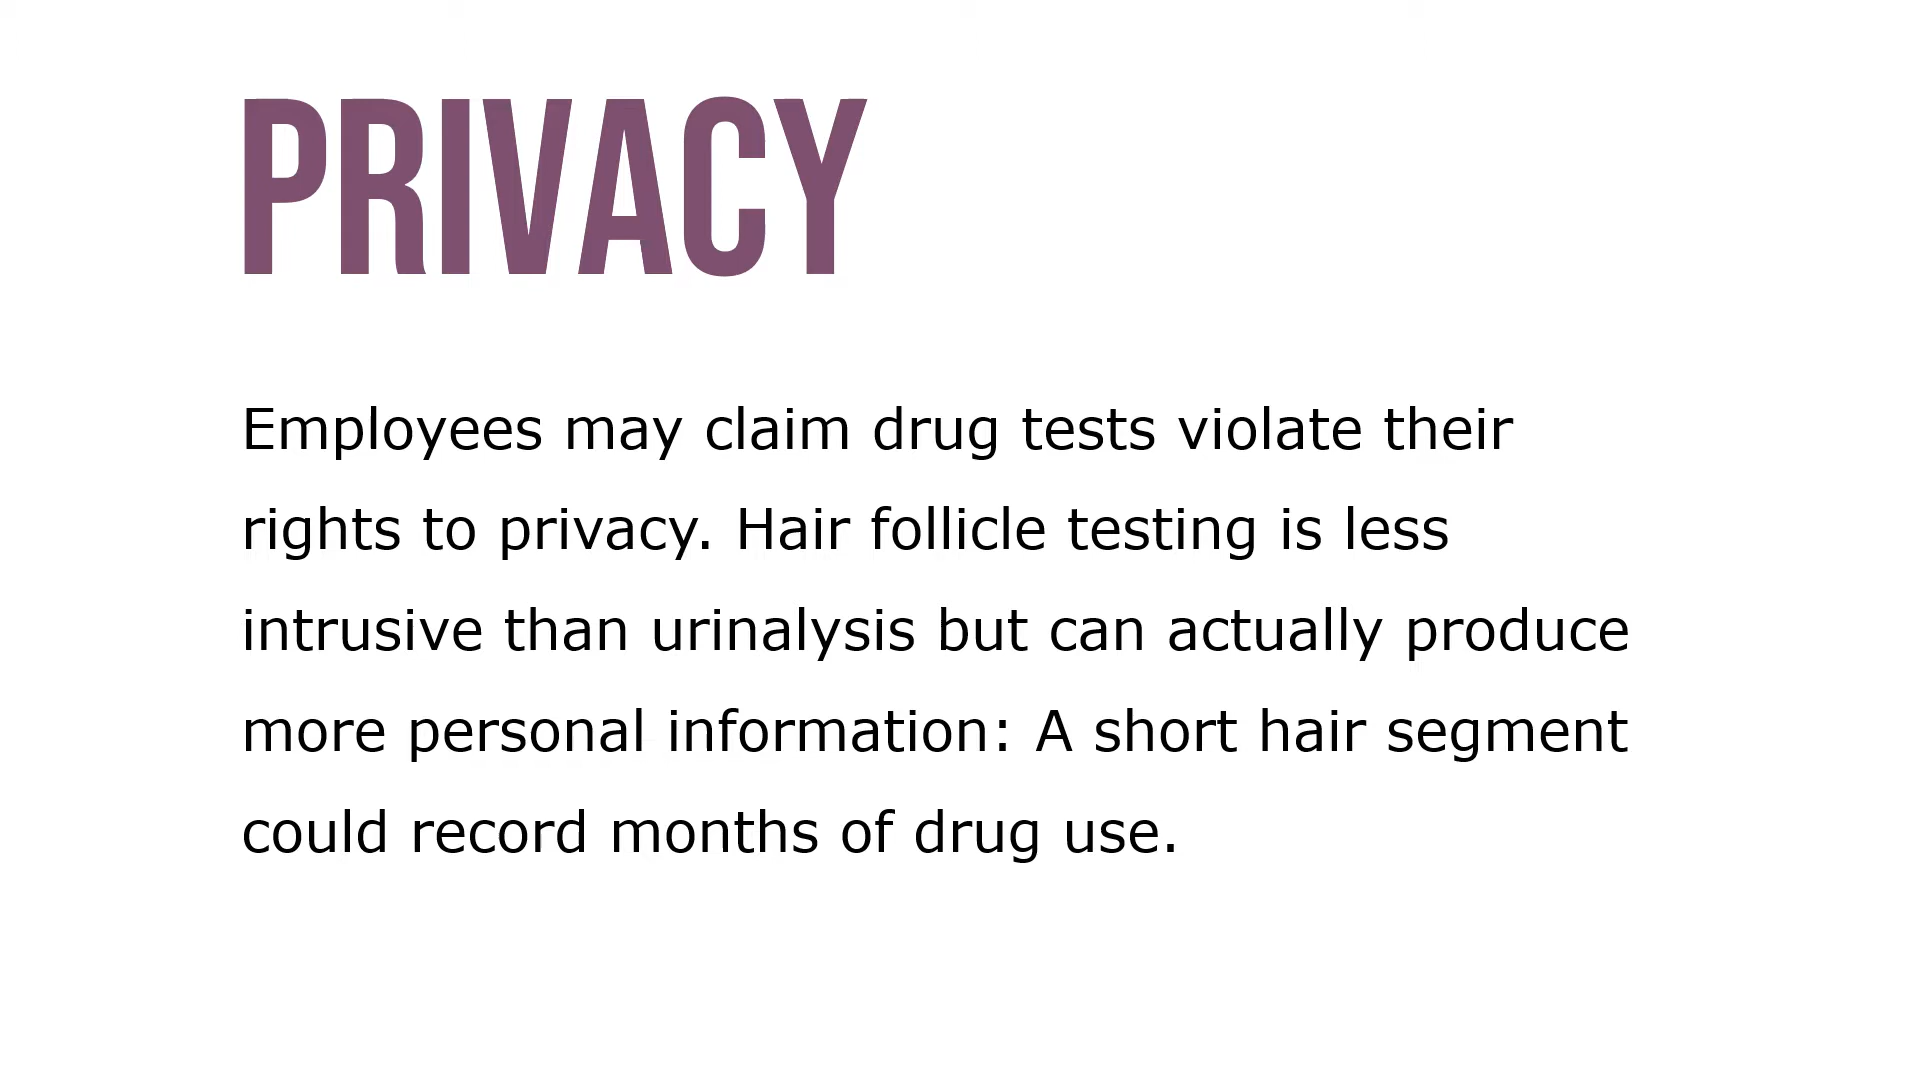 PRIVACY
Employees may claim drug tests violate their
rights to privacy. Hair follicle testing is less
intrusive than urinalysis but can actually produce
more personal information: A short hair segment
could record months of drug use.